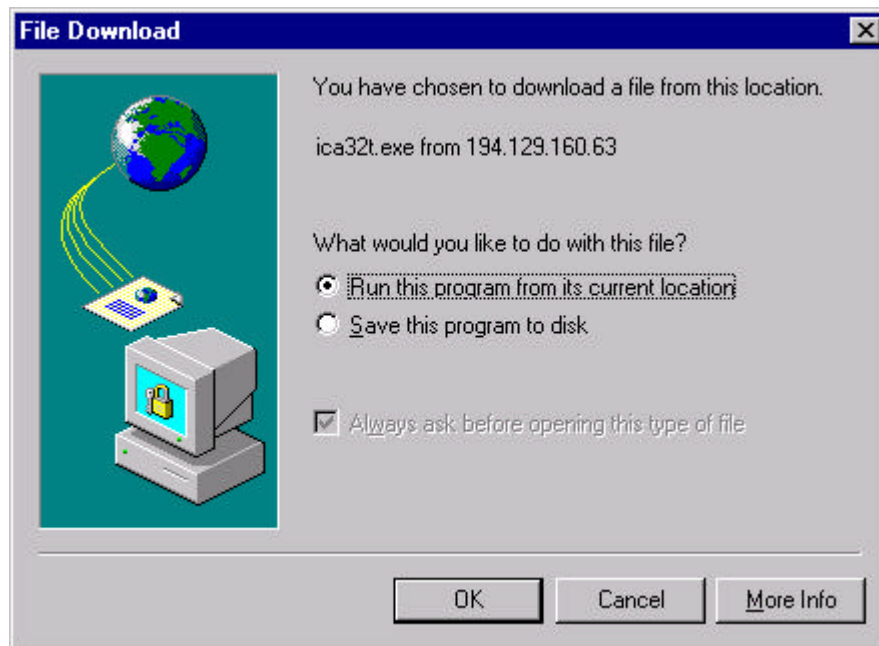 File Download
You have chosen to download a file from this location.
ica32t.exe from 194.129.160.63
What would you like to do with this file?
Run this program from its current location
Save this program to disk
Always ask before opening this type of file
OK
Cancel
More Info